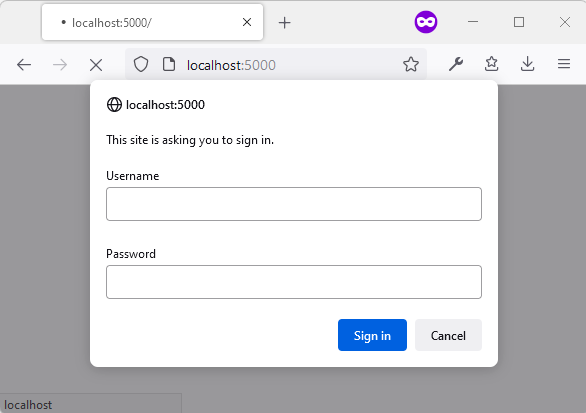 • localhost:5000/
localhost:5000
localhost:5000
This site is asking you to sign in.
Username
Password
Sign in Cancel
localhost